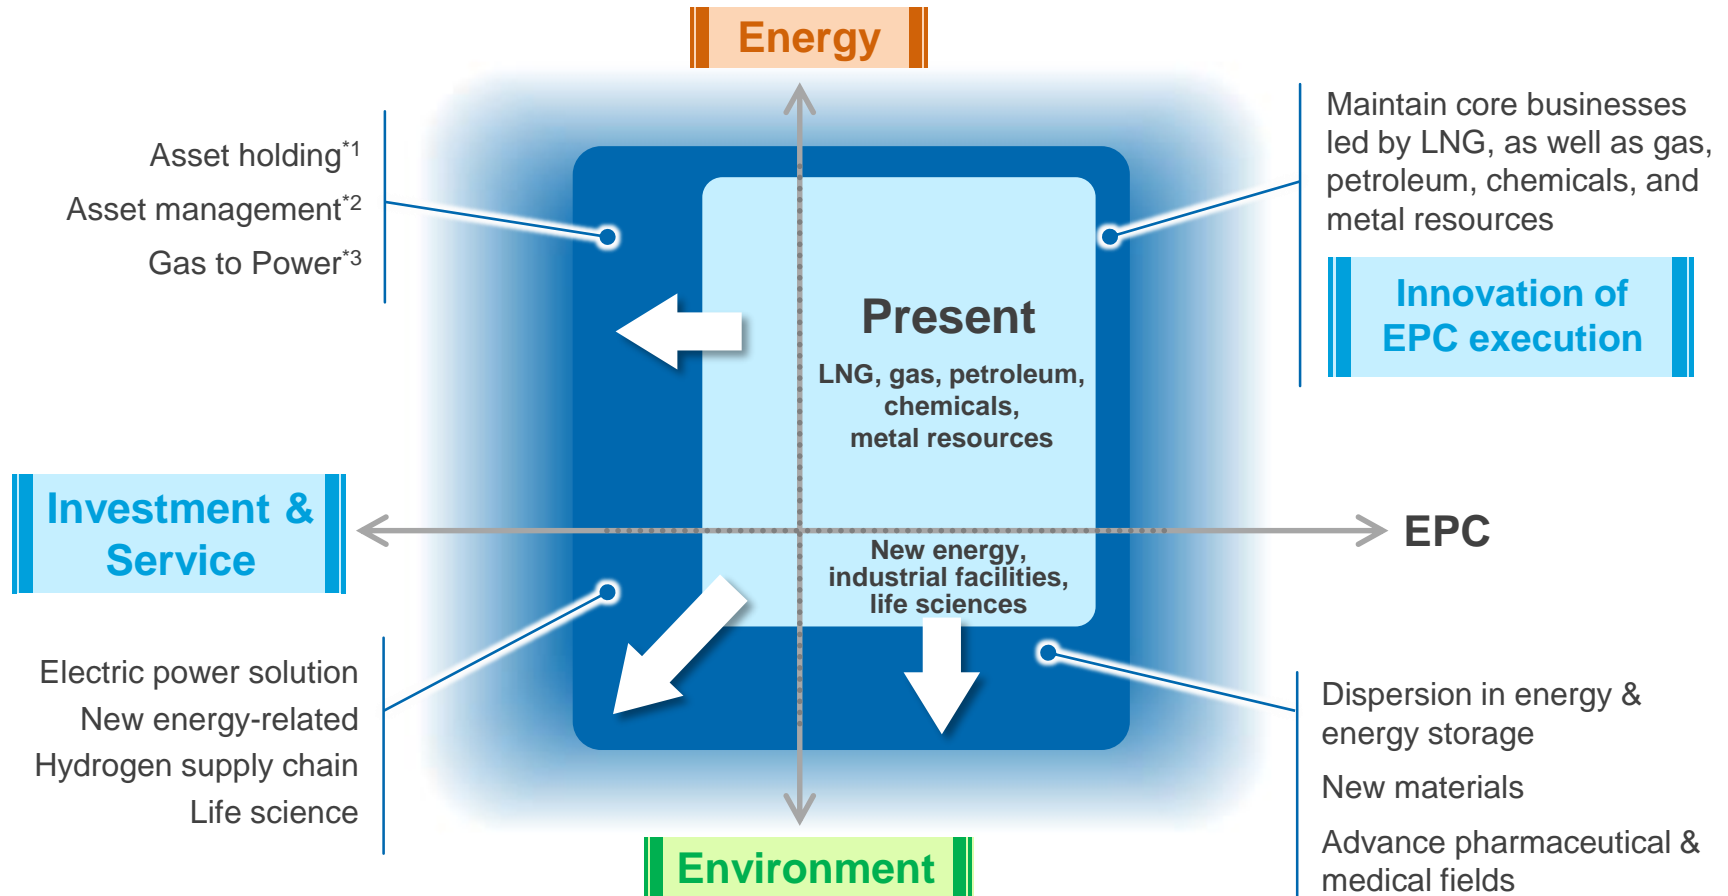 Energy
Asset holding*1
Asset management*2
Gas to Power*3
Maintain core businesses
led by LNG, as well as gas,
petroleum, chemicals, and
metal resources
Innovation of
EPC execution
Present
LNG, gas, petroleum,
chemicals,
metal resources
Investment &
Service
EPC
New energy,
industrial facilities,
life sciences
Electric power solution
New energy-related
Hydrogen supply chain
Life science
Dispersion in energy &
energy storage
New materials
Advance pharmaceutical &
medical fields
Environment